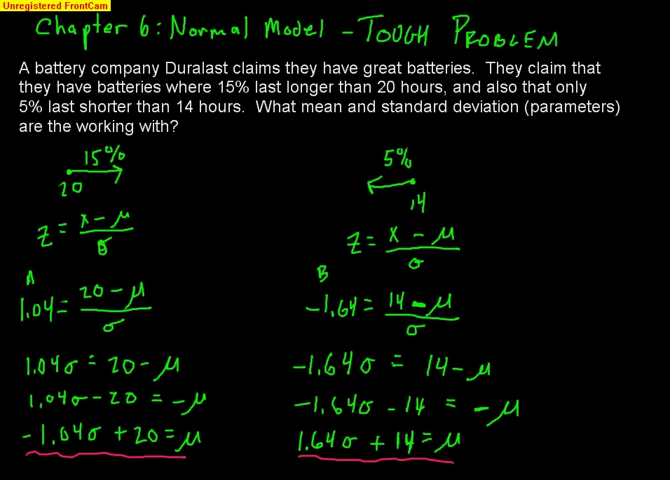 Unregistered FrontCam
Chapter 6: Normal Model - TOUGH PROBLEM
A battery company Duralast claims they have great batteries. They claim that
they have batteries where 15% last longer than 20 hours, and also that only
5% last shorter than 14 hours. What mean and standard deviation (parameters)
are the working with?
15%
20
z = x - μ / σ
A
1.04 = 20 - μ / σ
1.04σ = 20 - μ
1.04σ - 20 = -μ
-1.04σ + 20 = μ
5%
14
z = x - μ / σ
B
-1.64 = 14 - μ / σ
-1.64σ = 14 - μ
-1.64σ - 14 = -μ
1.64σ + 14 = μ